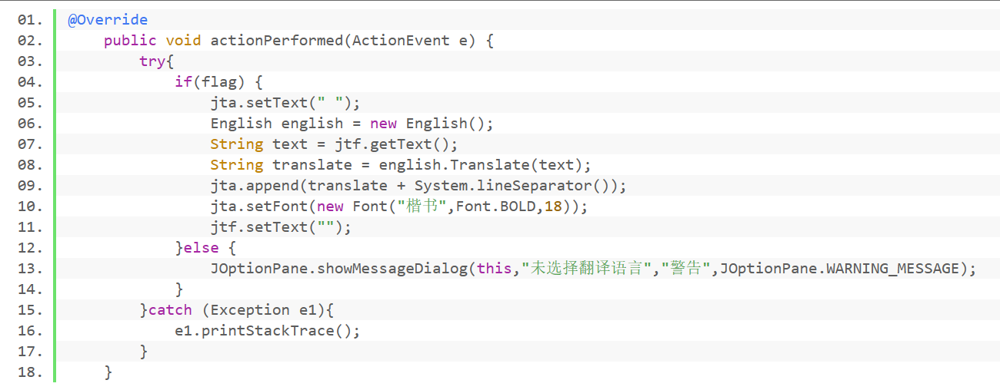 01. @Override
02.     public void actionPerformed(ActionEvent e) {
03.         try{
04.             if(flag) {
05.                 jta.setText(" ");
06.                 English english = new English();
07.                 String text = jtf.getText();
08.                 String translate = english.Translate(text);
09.                 jta.append(translate + System.lineSeparator());
10.                 jta.setFont(new Font("楷书",Font.BOLD,18));
11.                 jtf.setText("");
12.             }else {
13.                 JOptionPane.showMessageDialog(this,"未选择翻译语言","警告",JOptionPane.WARNING_MESSAGE);
14.             }
15.         }catch (Exception e1){
16.             e1.printStackTrace();
17.         }
18.     }